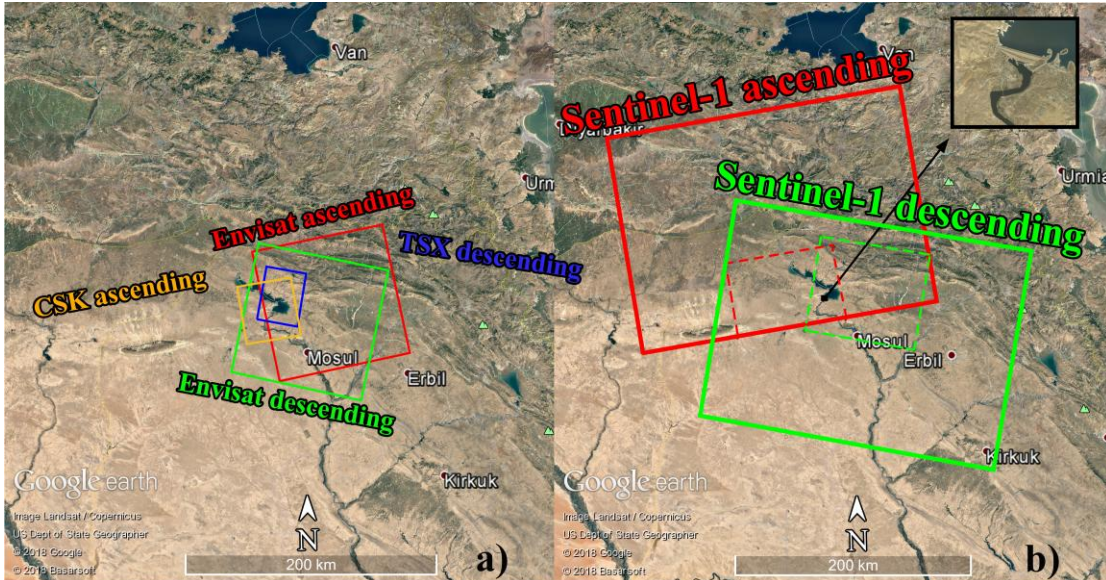 Van
Urm
Envisat ascending
TSX descending
CSK ascending
Mosul
Erbil
Envisat descending
Kirkuk
Google earth
Image Landsat / Copernicus
US Dept of State Geographer
© 2018 Google
© 2018 Basarsoft
N
200 km
a)
Van
Sentinel-1 ascending
Diyarbakir
Urmia
Sentinel-1 descending
Mosul
Erbil
Kirkuk
Google earth
Image Landsat / Copernicus
US Dept of State Geographer
© 2018 Google
© 2018 Basarsoft
N
200 km
b)